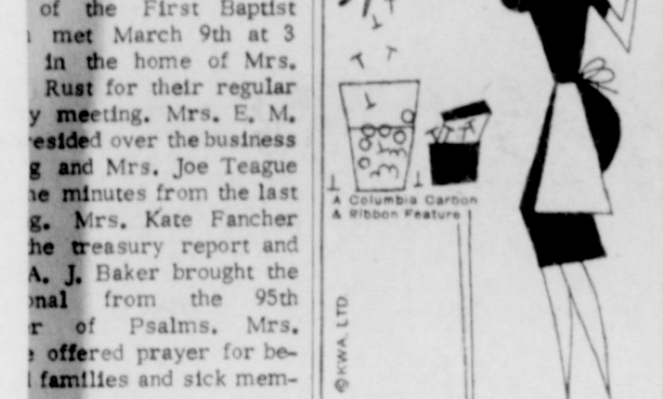 of the First Baptist
met March 9th at 3
in the home of Mrs.
Rust for their regular
y meeting. Mrs. E. M.
esided over the business
g and Mrs. Joe Teague
he minutes from the last
g. Mrs. Kate Fancher
he treasury report and
A. J. Baker brought the
onal from the 95th
r of Psalms. Mrs.
offered prayer for be-
families and sick mem-
A Columbia Carbon
& Ribbon Feature
©KWA, LTD.